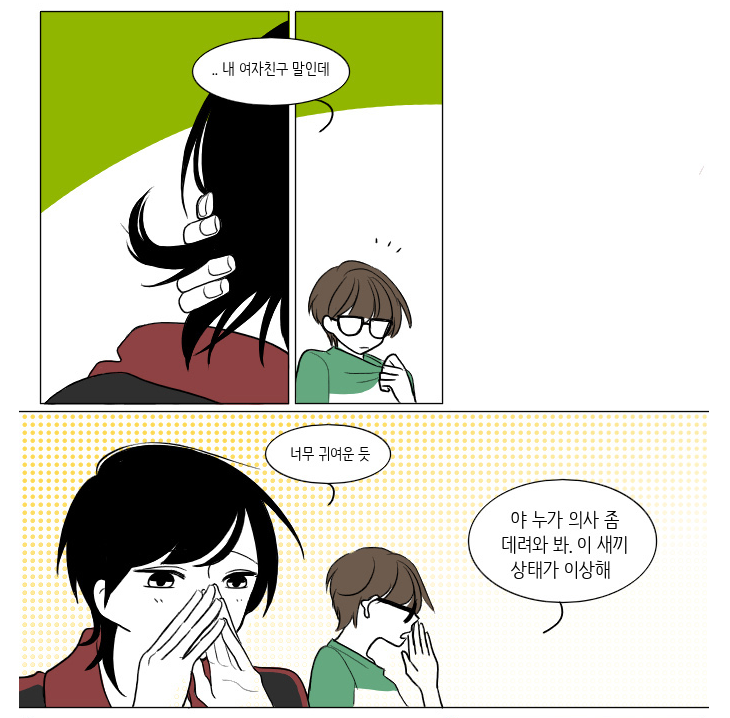 .. 내 여자친구 말인데
너무 귀여운 듯
야 누가 의사 좀
데려와 봐. 이 새끼
상태가 이상해